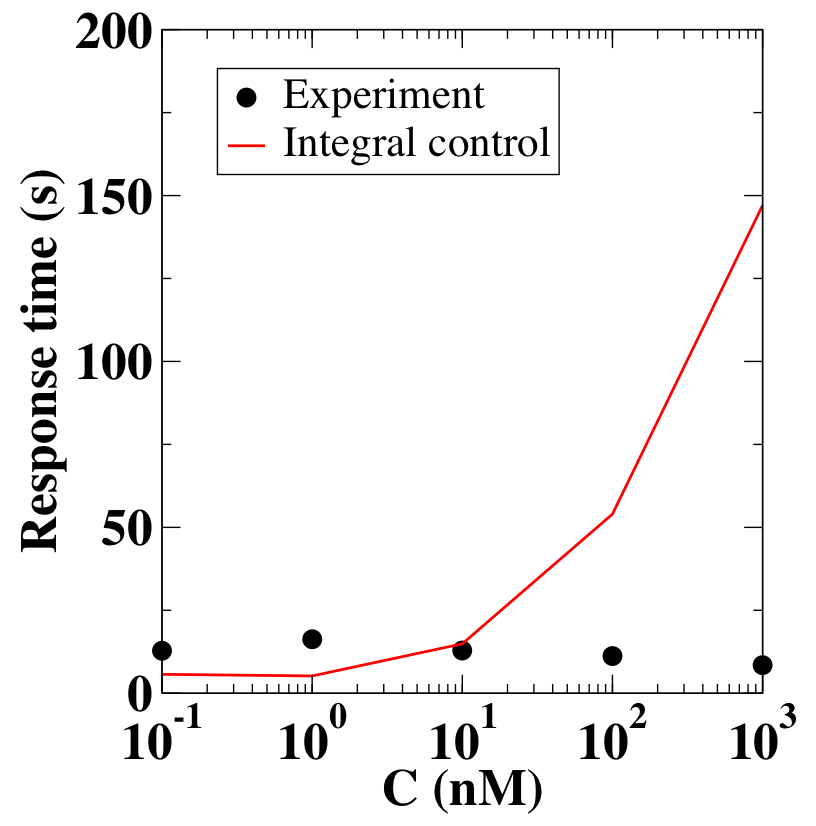 200
150
100
50
0
Response time (s)
Experiment
Integral control
10^-1 10^0 10^1 10^2 10^3
C (nM)